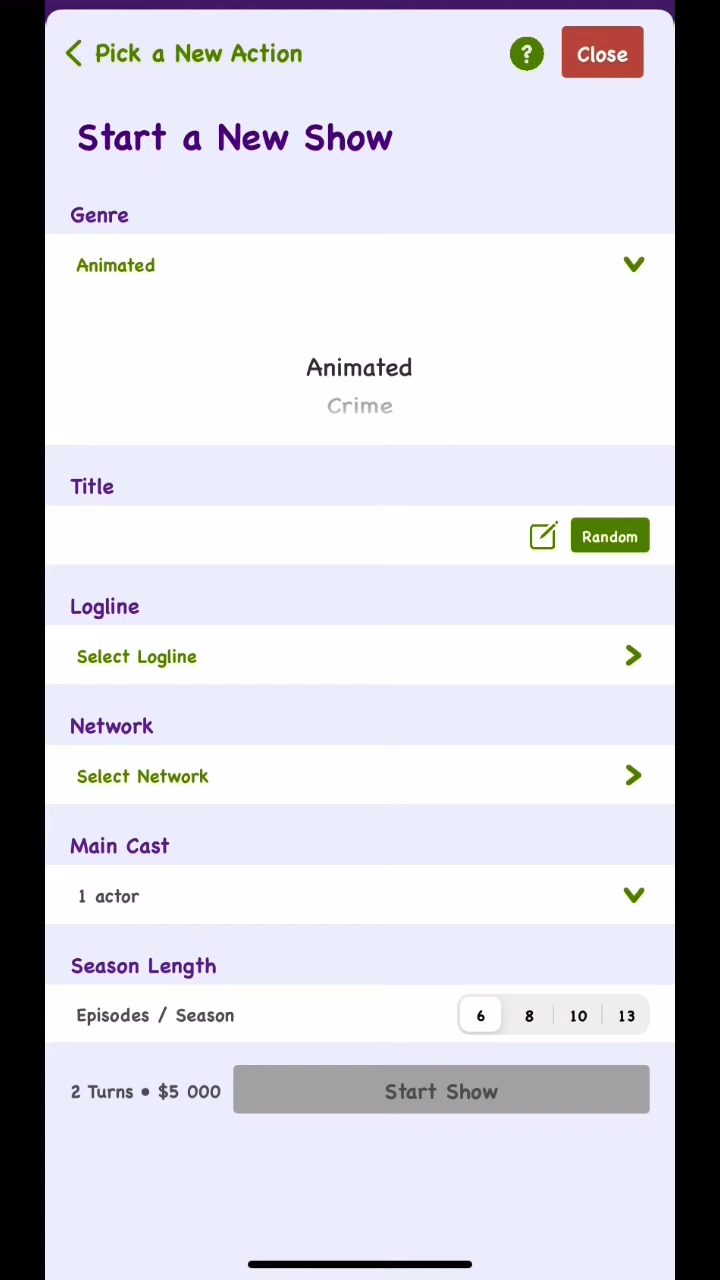 Pick a New Action
?
Close
Start a New Show
Genre
Animated
Animated
Crime
Title
Random
Logline
Select Logline
Network
Select Network
Main Cast
1 actor
Season Length
Episodes / Season
6 8 10 13
2 Turns • $5 000
Start Show